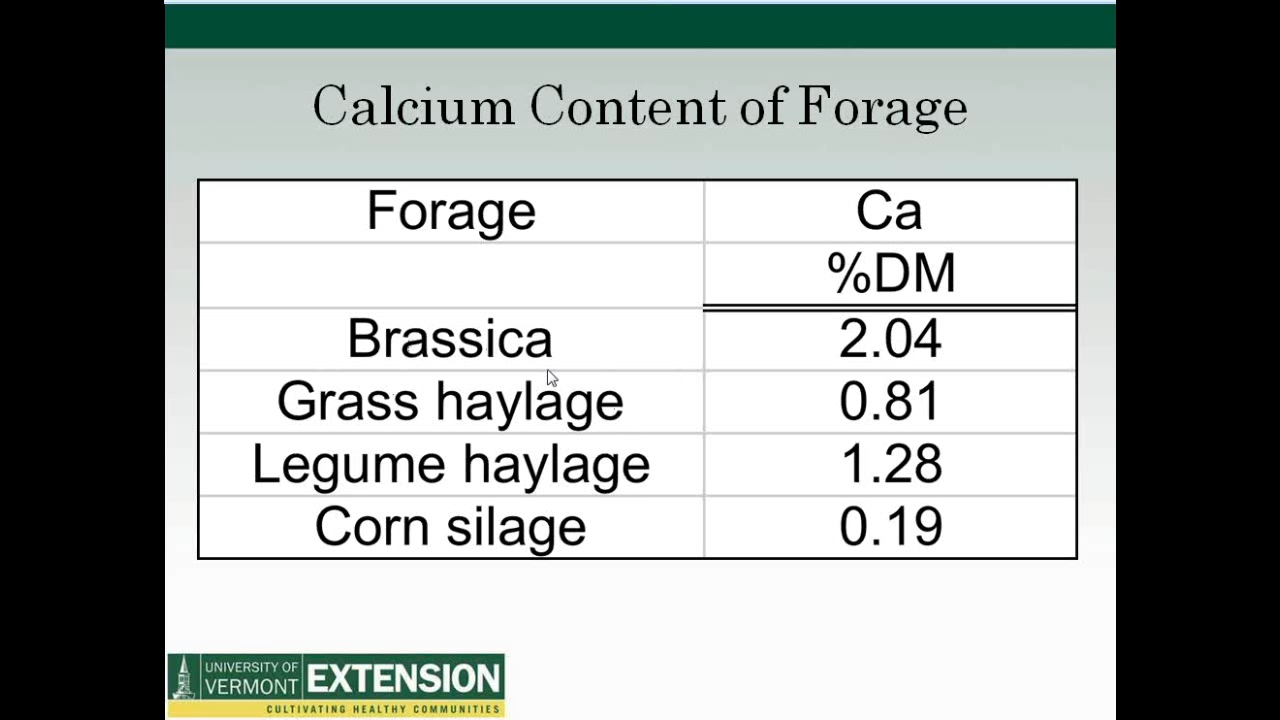 Calcium Content of Forage
Forage Ca
%DM
Brassica 2.04
Grass haylage 0.81
Legume haylage 1.28
Corn silage 0.19
UNIVERSITY OF
VERMONT
EXTENSION
CULTIVATING HEALTHY COMMUNITIES